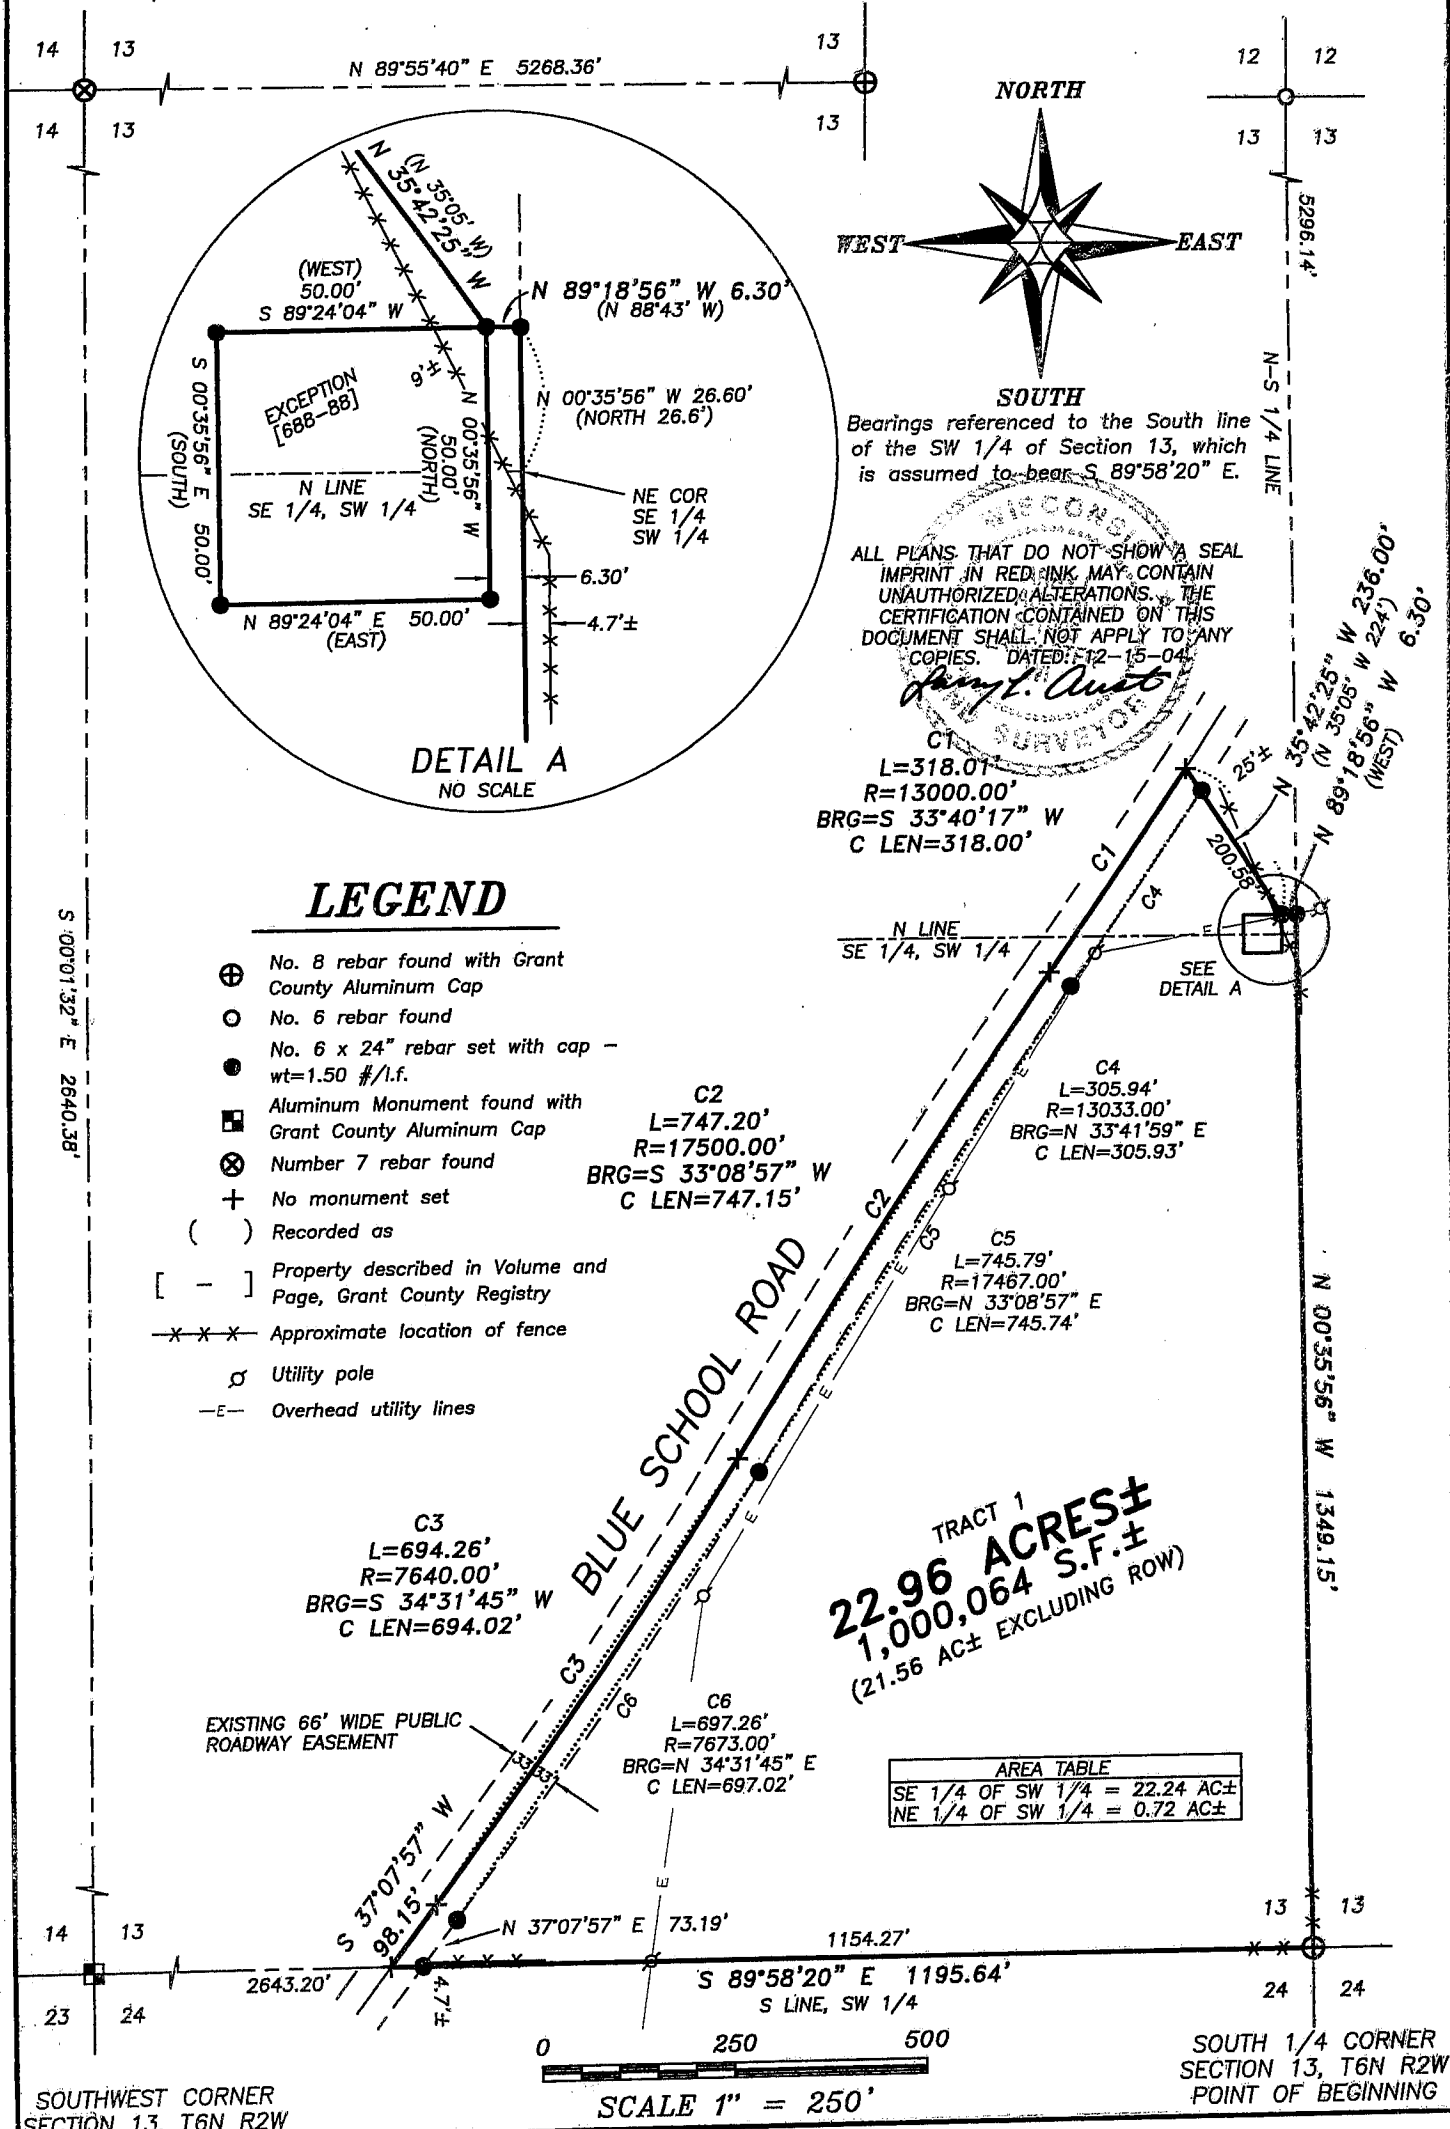 14 13
N 89°55'40" E 5268.36'
13
12 12
14 13
13
13 13
NORTH
WEST
EAST
SOUTH
5296.14'
N-S 1/4 LINE
N 35°42'25" W
(N 35°05' W)
(WEST)
50.00'
S 89°24'04" W
N 89°18'56" W 6.30'
(N 88°43' W)
EXCEPTION
[688-88]
9'±
N 00°35'56" W 26.60'
(NORTH 26.6')
S 00°35'56" E 50.00'
(SOUTH)
N 00°35'56" W
50.00'
(NORTH)
N LINE
SE 1/4, SW 1/4
NE COR
SE 1/4
SW 1/4
6.30'
4.7'±
N 89°24'04" E 50.00'
(EAST)
DETAIL A
NO SCALE
Bearings referenced to the South line
of the SW 1/4 of Section 13, which
is assumed to bear S 89°58'20" E.
WISCONSIN
ALL PLANS THAT DO NOT SHOW A SEAL
IMPRINT IN RED INK MAY CONTAIN
UNAUTHORIZED ALTERATIONS. THE
CERTIFICATION CONTAINED ON THIS
DOCUMENT SHALL NOT APPLY TO ANY
COPIES. DATED: 12-15-04
Larry L. Austin
LAND SURVEYOR
N 35°42'25" W 236.00'
(N 35°05' W 224')
N 89°18'56" W 6.30'
(WEST)
25'±
200.58'
C1
L=318.01'
R=13000.00'
BRG=S 33°40'17" W
C LEN=318.00'
C1
C4
N LINE
SE 1/4, SW 1/4
E
SEE
DETAIL A
LEGEND
No. 8 rebar found with Grant
County Aluminum Cap
No. 6 rebar found
No. 6 x 24" rebar set with cap -
wt=1.50 #/l.f.
Aluminum Monument found with
Grant County Aluminum Cap
Number 7 rebar found
No monument set
( ) Recorded as
[ - ] Property described in Volume and
Page, Grant County Registry
x x x Approximate location of fence
Utility pole
—E— Overhead utility lines
S 00°01'32" E 2640.38'
C2
L=747.20'
R=17500.00'
BRG=S 33°08'57" W
C LEN=747.15'
C4
L=305.94'
R=13033.00'
BRG=N 33°41'59" E
C LEN=305.93'
E
C2
C5
E
C5
L=745.79'
R=17467.00'
BRG=N 33°08'57" E
C LEN=745.74'
E
E
BLUE SCHOOL ROAD
N 00°35'56" W 1349.15'
TRACT 1
22.96 ACRES±
1,000,064 S.F.±
(21.56 AC± EXCLUDING ROW)
C3
L=694.26'
R=7640.00'
BRG=S 34°31'45" W
C LEN=694.02'
C3
C6
EXISTING 66' WIDE PUBLIC
ROADWAY EASEMENT
33'
33'
C6
L=697.26'
R=7673.00'
BRG=N 34°31'45" E
C LEN=697.02'
AREA TABLE
SE 1/4 OF SW 1/4 = 22.24 AC±
NE 1/4 OF SW 1/4 = 0.72 AC±
E
S 37°07'57" W
98.15'
N 37°07'57" E 73.19'
1154.27'
14 13
13 13
2643.20'
4.7'±
S 89°58'20" E 1195.64'
S LINE, SW 1/4
23 24
24 24
0 250 500
SCALE 1" = 250'
SOUTHWEST CORNER
SECTION 13, T6N R2W
SOUTH 1/4 CORNER
SECTION 13, T6N R2W
POINT OF BEGINNING